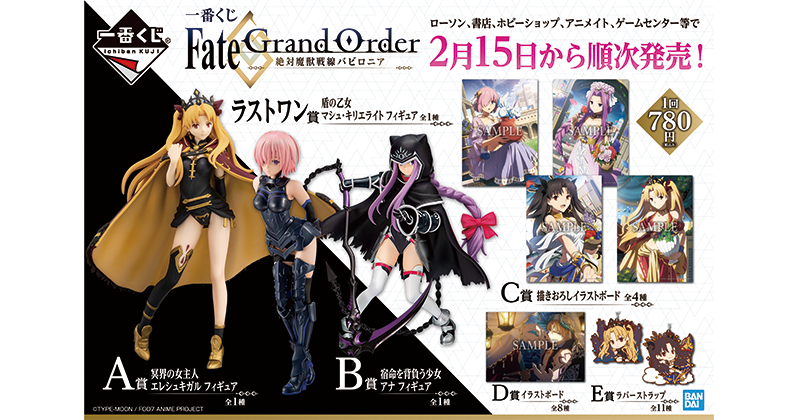 一番くじ
Ichiban KUJI
一番くじ
Fate Grand Order
絶対魔獣戦線バビロニア
ローソン、書店、ホビーショップ、アニメイト、ゲームセンター等で
2月15日から順次発売！
ラストワン賞 盾の乙女
マシュ・キリエライト フィギュア 全1種
1回
780円
SAMPLE
SAMPLE
SAMPLE
SAMPLE
C賞 描きおろしイラストボード 全4種
A賞 冥界の女主人
エレシュキガル フィギュア
全1種
B賞 宿命を背負う少女
アナ フィギュア
全1種
SAMPLE
D賞 イラストボード
全8種
E賞 ラバーストラップ
全11種
BANDAI
©TYPE-MOON / FGO7 ANIME PROJECT